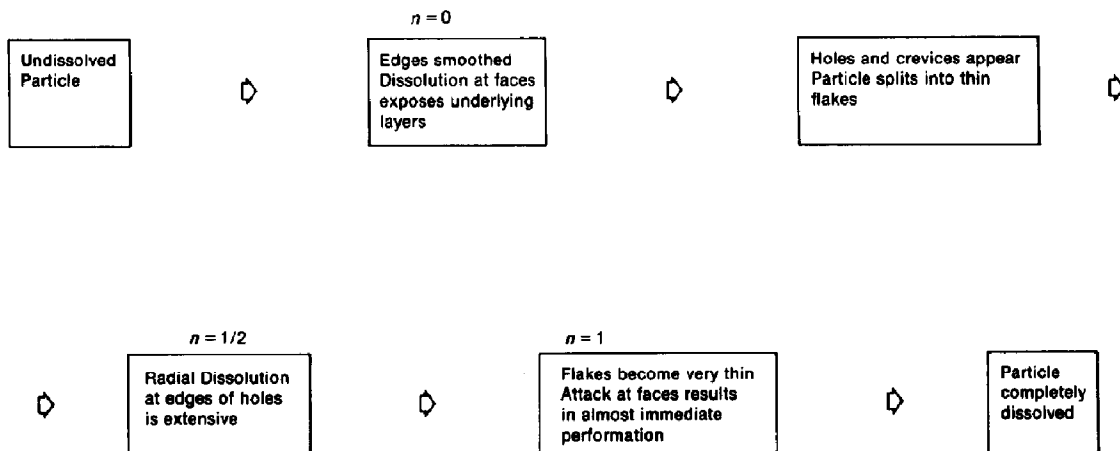 n = 0
Undissolved
Particle
Edges smoothed
Dissolution at faces
exposes underlying
layers
Holes and crevices appear
Particle splits into thin
flakes
n = 1/2
Radial Dissolution
at edges of holes
is extensive
n = 1
Flakes become very thin
Attack at faces results
in almost immediate
performation
Particle
completely
dissolved